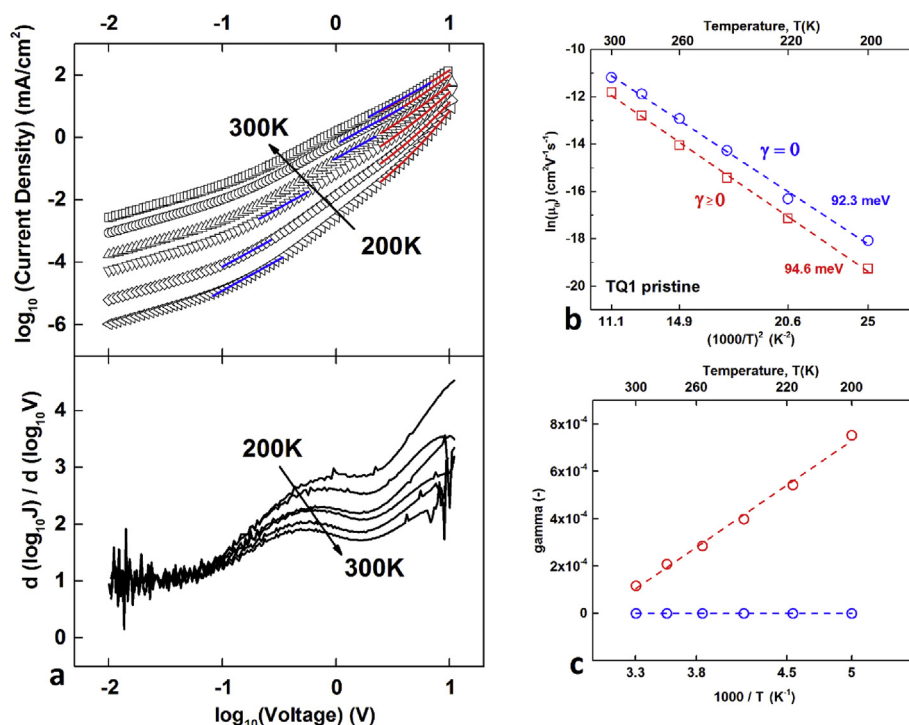 -2 -1 0 1
log10 (Current Density) (mA/cm2)
2
0
-2
-4
-6
300K
200K
d (log10J) / d (log10V)
4
3
2
1
0
200K
300K
a
-2 -1 0 1
log10(Voltage) (V)
Temperature, T(K)
300 260 220 200
ln(μ0) (cm2V-1s-1)
-10
-12
-14
-16
-18
-20
γ = 0
γ ≥ 0
92.3 meV
94.6 meV
TQ1 pristine
b
11.1 14.9 20.6 25
(1000/T)2 (K-2)
Temperature, T(K)
300 260 220 200
gamma (-)
8x10-4
6x10-4
4x10-4
2x10-4
0
c
3.3 3.8 4.5 5
1000 / T (K-1)